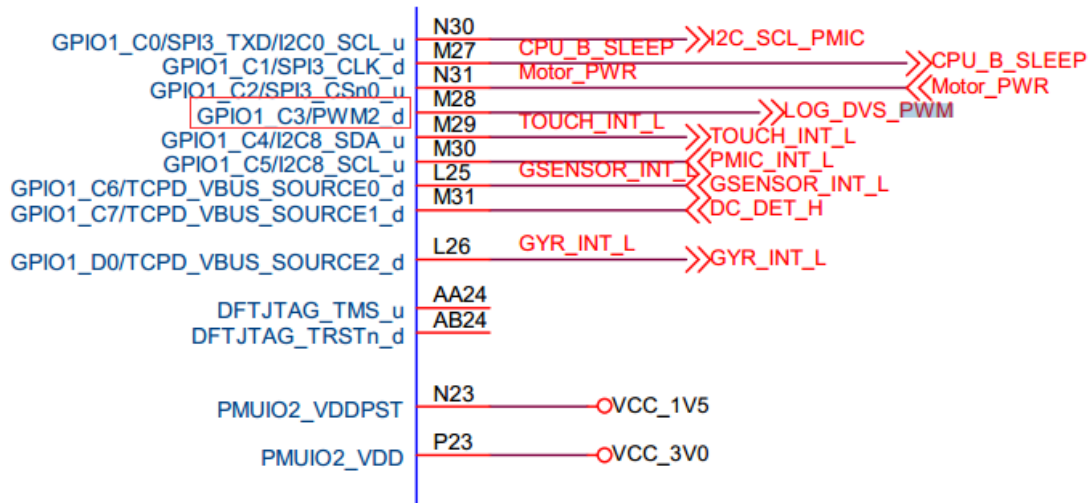 GPIO1_C0/SPI3_TXD/I2C0_SCL_u N30 I2C_SCL_PMIC
GPIO1_C1/SPI3_CLK_d M27 CPU_B_SLEEP CPU_B_SLEEP
GPIO1_C2/SPI3_CSn0_u N31 Motor_PWR Motor_PWR
GPIO1_C3/PWM2_d M28 LOG_DVS_PWM
GPIO1_C4/I2C8_SDA_u M29 TOUCH_INT_L TOUCH_INT_L
GPIO1_C5/I2C8_SCL_u M30 PMIC_INT_L
GPIO1_C6/TCPD_VBUS_SOURCE0_d L25 GSENSOR_INT_L GSENSOR_INT_L
GPIO1_C7/TCPD_VBUS_SOURCE1_d M31 DC_DET_H
GPIO1_D0/TCPD_VBUS_SOURCE2_d L26 GYR_INT_L GYR_INT_L
DFTJTAG_TMS_u AA24
DFTJTAG_TRSTn_d AB24
PMUIO2_VDDPST N23 VCC_1V5
PMUIO2_VDD P23 VCC_3V0